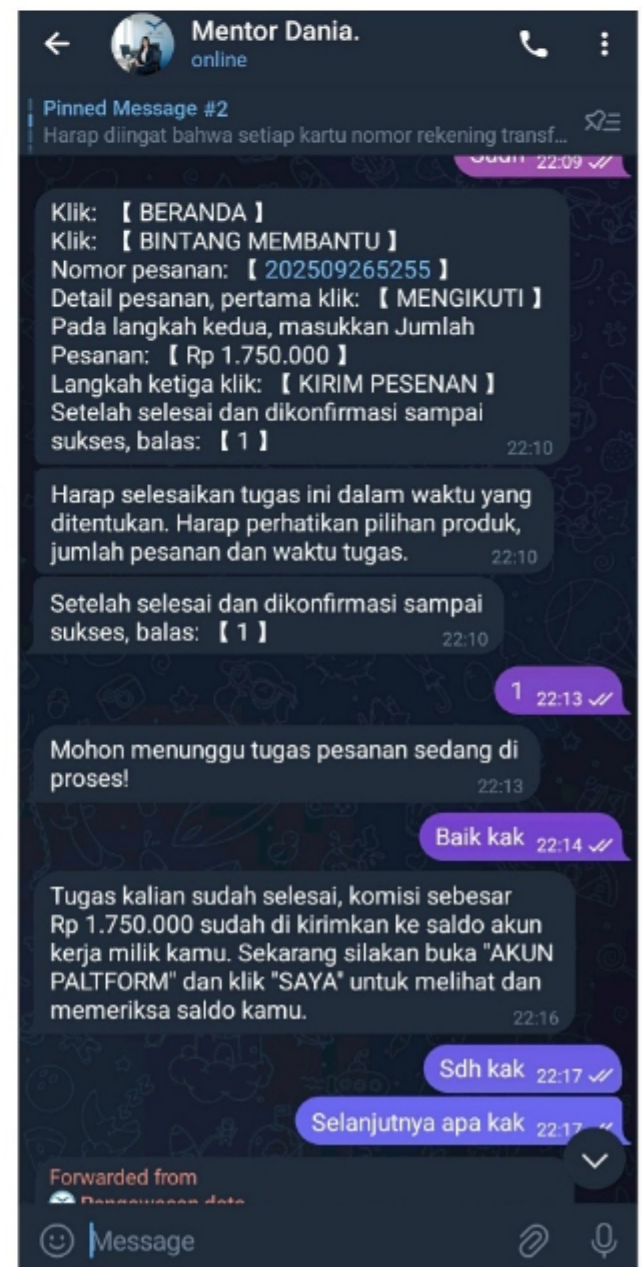 Mentor Dania.
online
Pinned Message #2
Harap diingat bahwa setiap kartu nomor rekening transf...
22:09
Klik: 【 BERANDA 】
Klik: 【 BINTANG MEMBANTU 】
Nomor pesanan: 【 202509265255 】
Detail pesanan, pertama klik: 【 MENGIKUTI 】
Pada langkah kedua, masukkan Jumlah
Pesanan: 【 Rp 1.750.000 】
Langkah ketiga klik: 【 KIRIM PESENAN 】
Setelah selesai dan dikonfirmasi sampai
sukses, balas: 【 1 】
22:10
Harap selesaikan tugas ini dalam waktu yang
ditentukan. Harap perhatikan pilihan produk,
jumlah pesanan dan waktu tugas. 22:10
Setelah selesai dan dikonfirmasi sampai
sukses, balas: 【 1 】 22:10
1 22:13
Mohon menunggu tugas pesanan sedang di
proses! 22:13
Baik kak 22:14
Tugas kalian sudah selesai, komisi sebesar
Rp 1.750.000 sudah di kirimkan ke saldo akun
kerja milik kamu. Sekarang silakan buka "AKUN
PALTFORM" dan klik "SAYA" untuk melihat dan
memeriksa saldo kamu. 22:16
Sdh kak 22:17
Selanjutnya apa kak 22:17
Forwarded from
Message